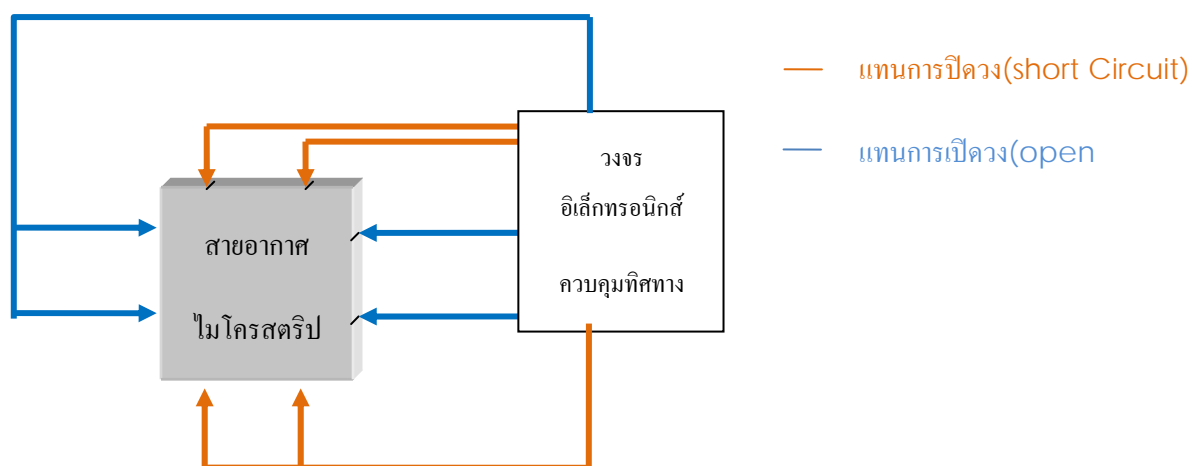 แทนการปิดวง(short Circuit)
แทนการเปิดวง(open
วงจร
อิเล็กทรอนิกส์
ควบคุมทิศทาง
สายอากาศ
ไมโครสตริป